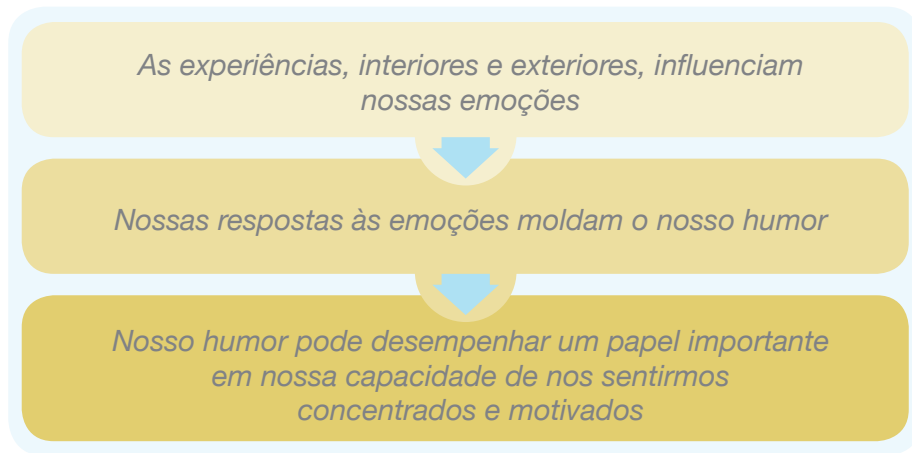 As experiências, interiores e exteriores, influenciam
nossas emoções
Nossas respostas às emoções moldam o nosso humor
Nosso humor pode desempenhar um papel importante
em nossa capacidade de nos sentirmos
concentrados e motivados